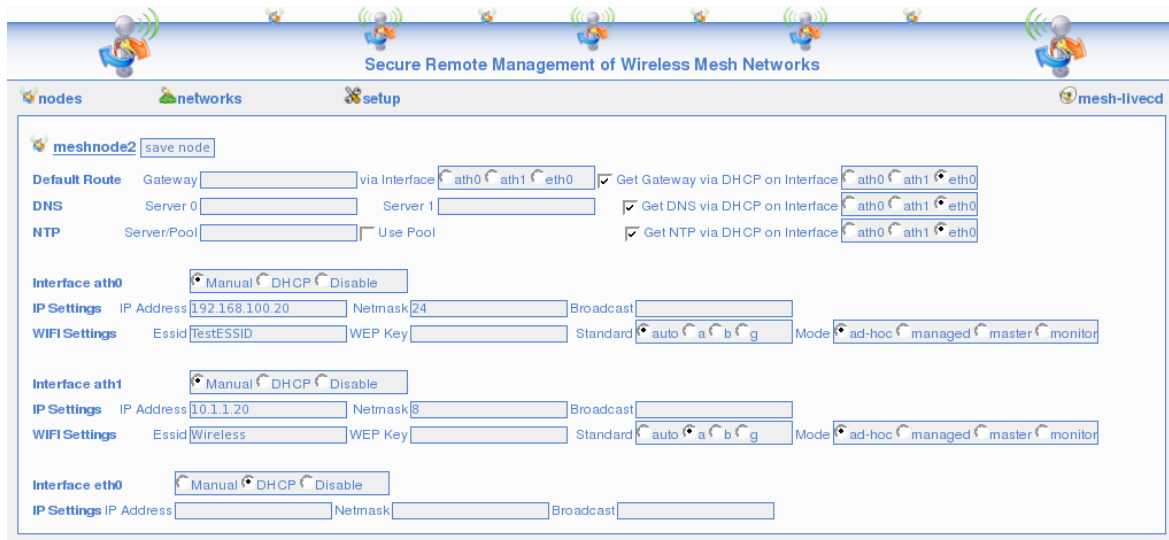 Secure Remote Management of Wireless Mesh Networks
nodes networks setup mesh-livecd
meshnode2 save node
Default Route Gateway via Interface ath0 ath1 eth0 Get Gateway via DHCP on Interface ath0 ath1 eth0
DNS Server 0 Server 1 Get DNS via DHCP on Interface ath0 ath1 eth0
NTP Server/Pool Use Pool Get NTP via DHCP on Interface ath0 ath1 eth0
Interface ath0 Manual DHCP Disable
IP Settings IP Address 192.168.100.20 Netmask 24 Broadcast
WIFI Settings Essid TestESSID WEP Key Standard auto a b g Mode ad-hoc managed master monitor
Interface ath1 Manual DHCP Disable
IP Settings IP Address 10.1.1.20 Netmask 8 Broadcast
WIFI Settings Essid Wireless WEP Key Standard auto a b g Mode ad-hoc managed master monitor
Interface eth0 Manual DHCP Disable
IP Settings IP Address Netmask Broadcast